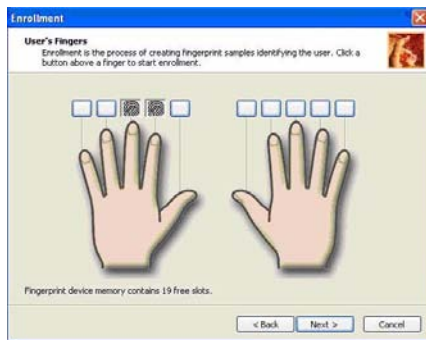 Enrollment
User's Fingers
Enrollment is the process of creating fingerprint samples identifying the user. Click a
button above a finger to start enrollment.
Fingerprint device memory contains 19 free slots.
< Back Next > Cancel